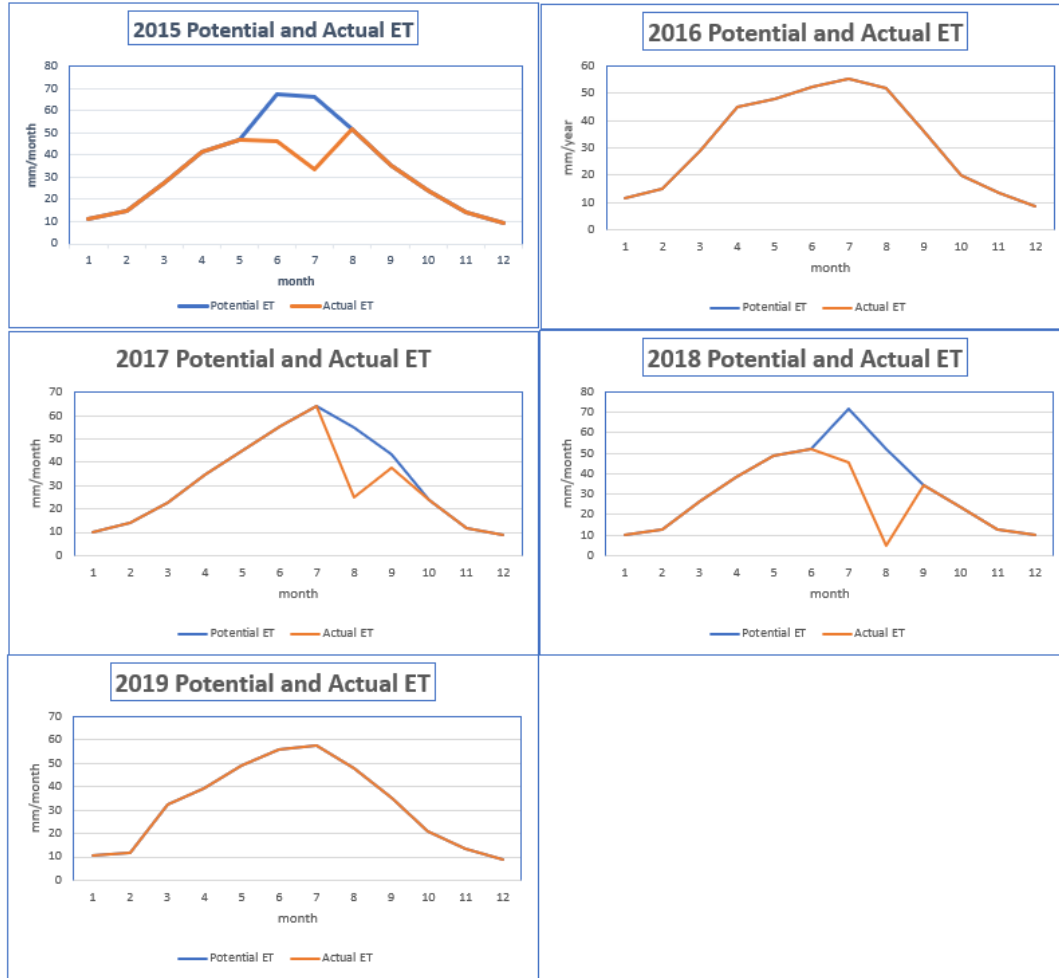 2015 Potential and Actual ET
80
70
60
50
40
30
20
10
0
mm/month
1 2 3 4 5 6 7 8 9 10 11 12
month
Potential ET Actual ET
2016 Potential and Actual ET
60
50
40
30
20
10
0
mm/year
1 2 3 4 5 6 7 8 9 10 11 12
month
Potential ET Actual ET
2017 Potential and Actual ET
70
60
50
40
30
20
10
0
mm/month
1 2 3 4 5 6 7 8 9 10 11 12
month
Potential ET Actual ET
2018 Potential and Actual ET
80
70
60
50
40
30
20
10
0
mm/month
1 2 3 4 5 6 7 8 9 10 11 12
month
Potential ET Actual ET
2019 Potential and Actual ET
70
60
50
40
30
20
10
0
mm/month
1 2 3 4 5 6 7 8 9 10 11 12
month
Potential ET Actual ET